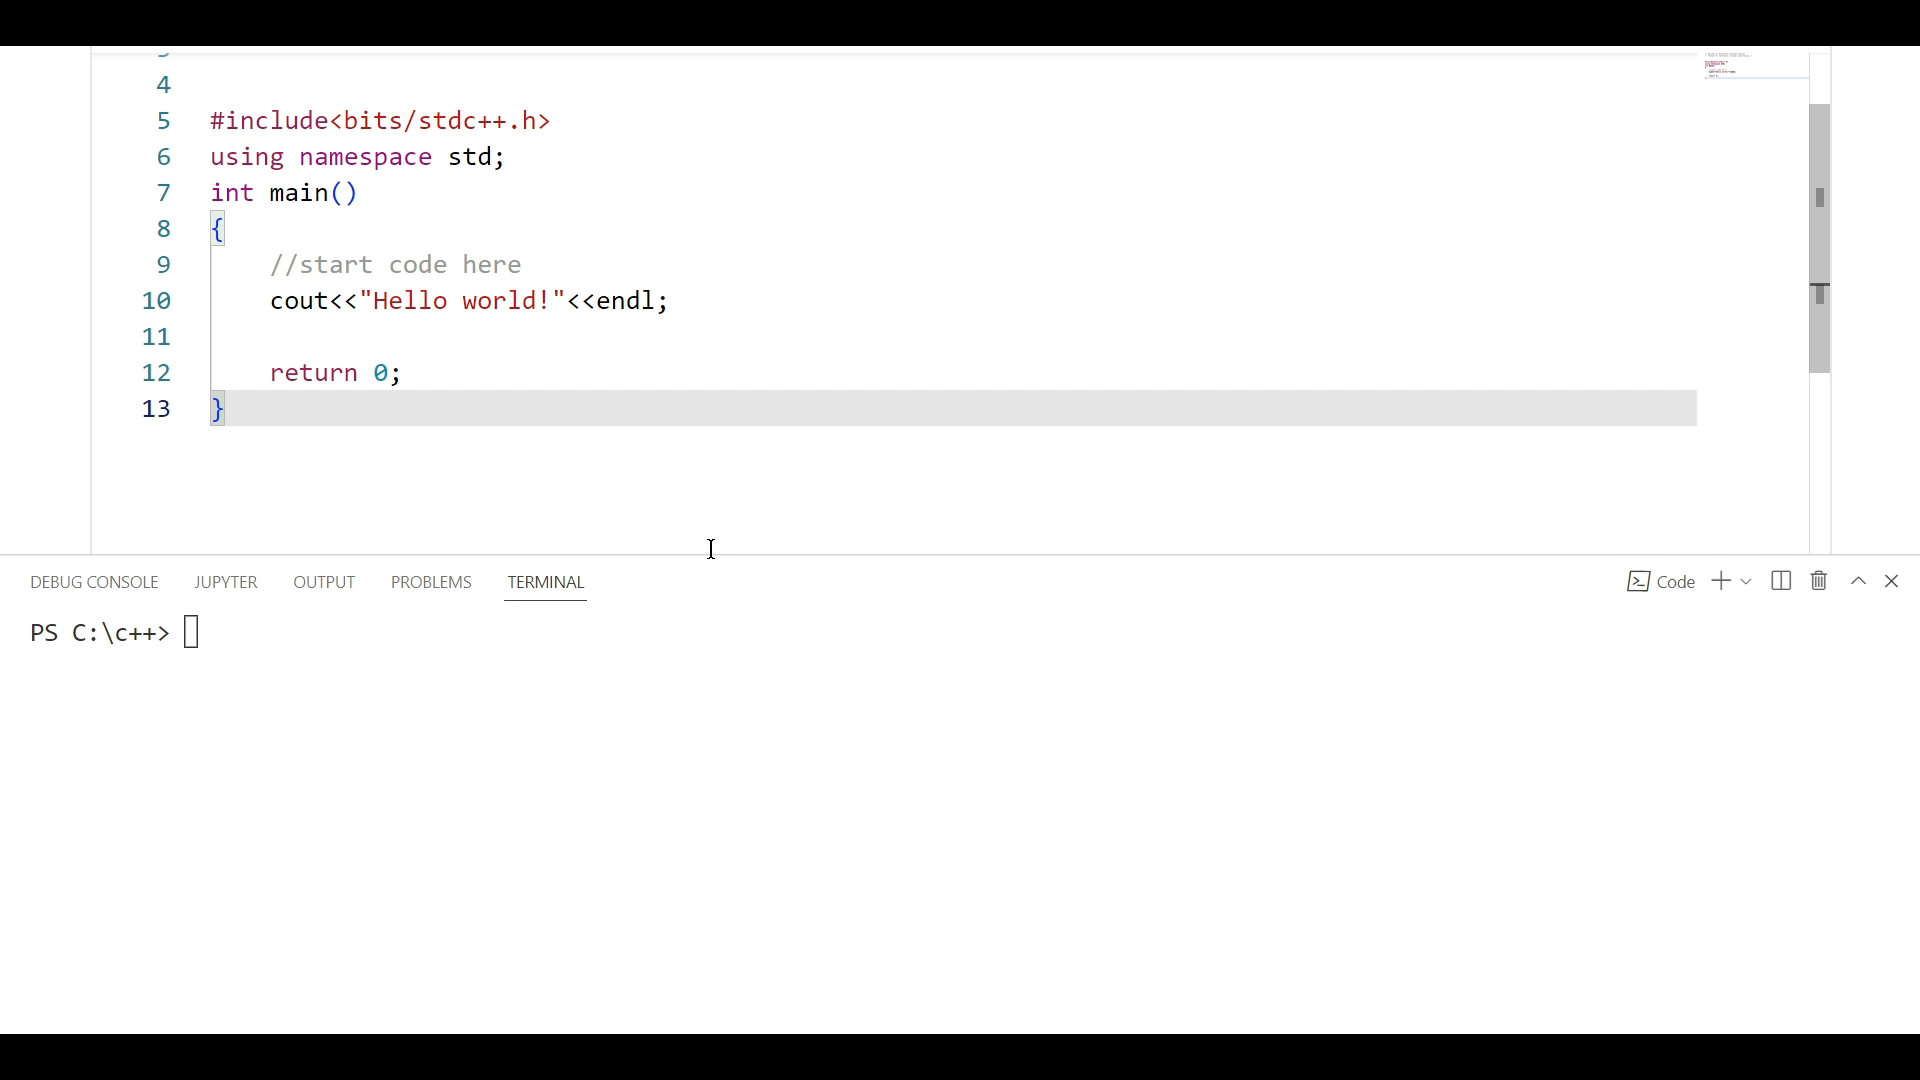 4
5 #include<bits/stdc++.h>
6 using namespace std;
7 int main()
8 {
9 //start code here
10 cout<<"Hello world!"<<endl;
11
12 return 0;
13 }
DEBUG CONSOLE JUPYTER OUTPUT PROBLEMS TERMINAL Code
PS C:\c++>